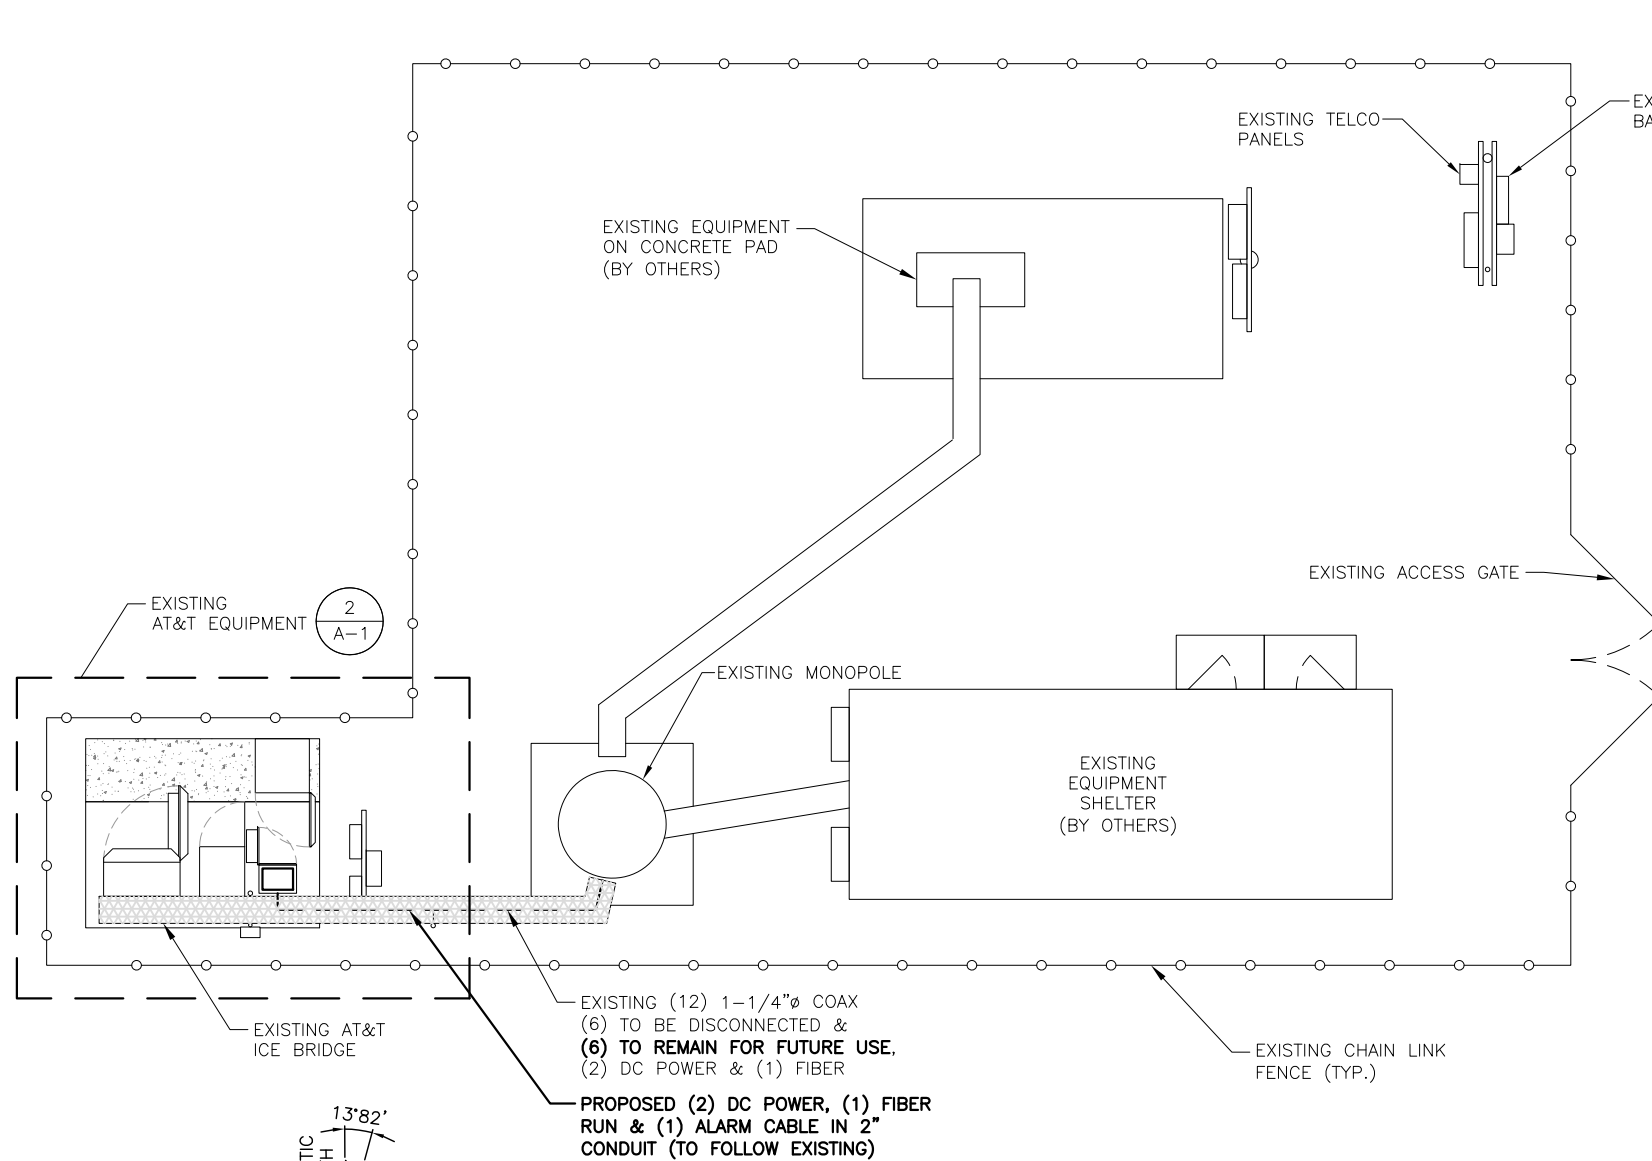 EXISTING TELCO
PANELS
EX
BA
EXISTING EQUIPMENT
ON CONCRETE PAD
(BY OTHERS)
EXISTING ACCESS GATE
EXISTING
AT&T EQUIPMENT
2
A-1
EXISTING MONOPOLE
EXISTING
EQUIPMENT
SHELTER
(BY OTHERS)
EXISTING AT&T
ICE BRIDGE
EXISTING (12) 1-1/4"ø COAX
(6) TO BE DISCONNECTED &
(6) TO REMAIN FOR FUTURE USE,
(2) DC POWER & (1) FIBER
PROPOSED (2) DC POWER, (1) FIBER
RUN & (1) ALARM CABLE IN 2"
CONDUIT (TO FOLLOW EXISTING)
EXISTING CHAIN LINK
FENCE (TYP.)
13°82'
TIC
H